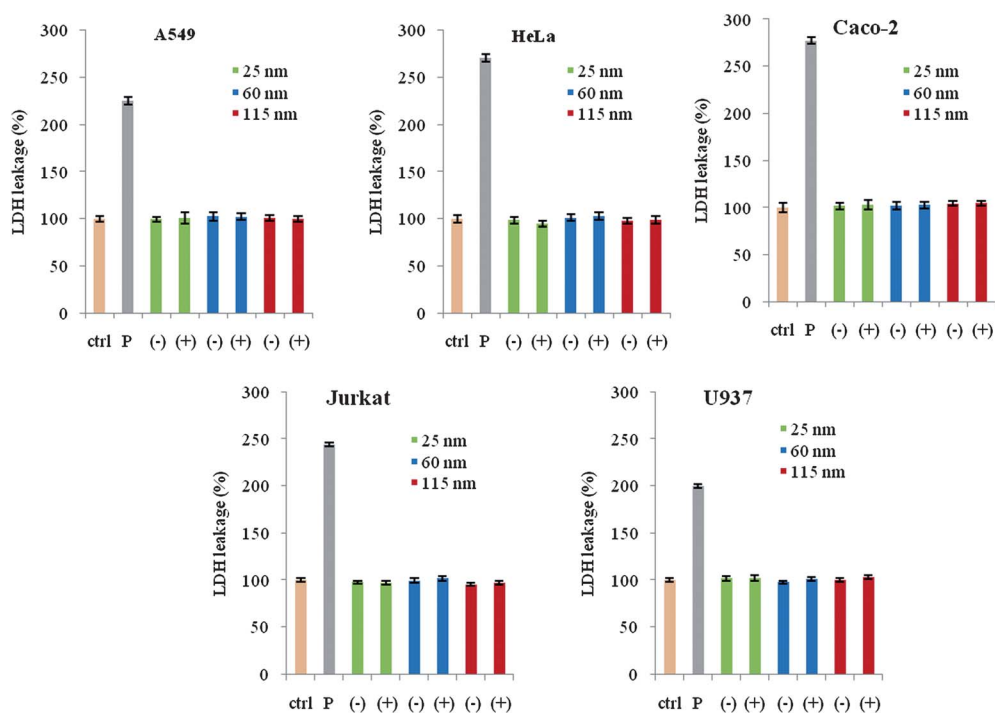 A549
LDH leakage (%)
300
250
200
150
100
50
0
25 nm
60 nm
115 nm
ctrl P (-) (+) (-) (+) (-) (+)
HeLa
LDH leakage (%)
300
250
200
150
100
50
0
25 nm
60 nm
115 nm
ctrl P (-) (+) (-) (+) (-) (+)
Caco-2
LDH leakage (%)
300
250
200
150
100
50
0
25 nm
60 nm
115 nm
ctrl P (-) (+) (-) (+) (-) (+)
Jurkat
LDH leakage (%)
300
250
200
150
100
50
0
25 nm
60 nm
115 nm
ctrl P (-) (+) (-) (+) (-) (+)
U937
LDH leakage (%)
300
250
200
150
100
50
0
25 nm
60 nm
115 nm
ctrl P (-) (+) (-) (+) (-) (+)